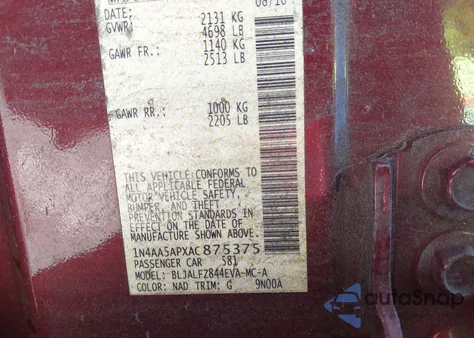 08/10
DATE: 2131 KG
GVWR: 4698 LB
GAWR FR.: 1140 KG
2513 LB
GAWR RR.: 1000 KG
2205 LB
THIS VEHICLE CONFORMS TO
ALL APPLICABLE FEDERAL
MOTOR VEHICLE SAFETY,
BUMPER, AND THEFT
PREVENTION STANDARDS IN
EFFECT ON THE DATE OF
MANUFACTURE SHOWN ABOVE.
1N4AA5APXAC875375
PASSENGER CAR 581
MODEL: BLJALFZ844EVA-MC-A
COLOR: NAD TRIM: G 9N00A
autoSnap